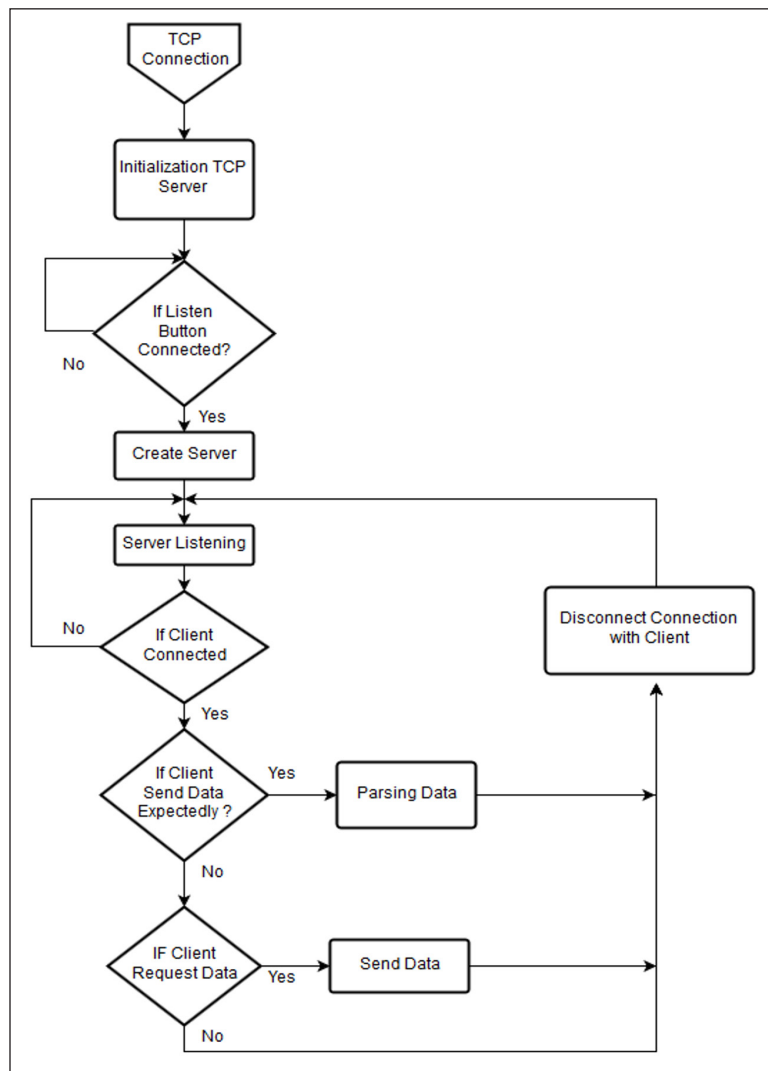 TCP
Connection
Initialization TCP
Server
If Listen
Button
Connected?
No
Yes
Create Server
Server Listening
No
If Client
Connected
Disconnect Connection
with Client
Yes
If Client
Send Data
Expectedly ?
Yes
Parsing Data
No
IF Client
Request Data
Yes
Send Data
No